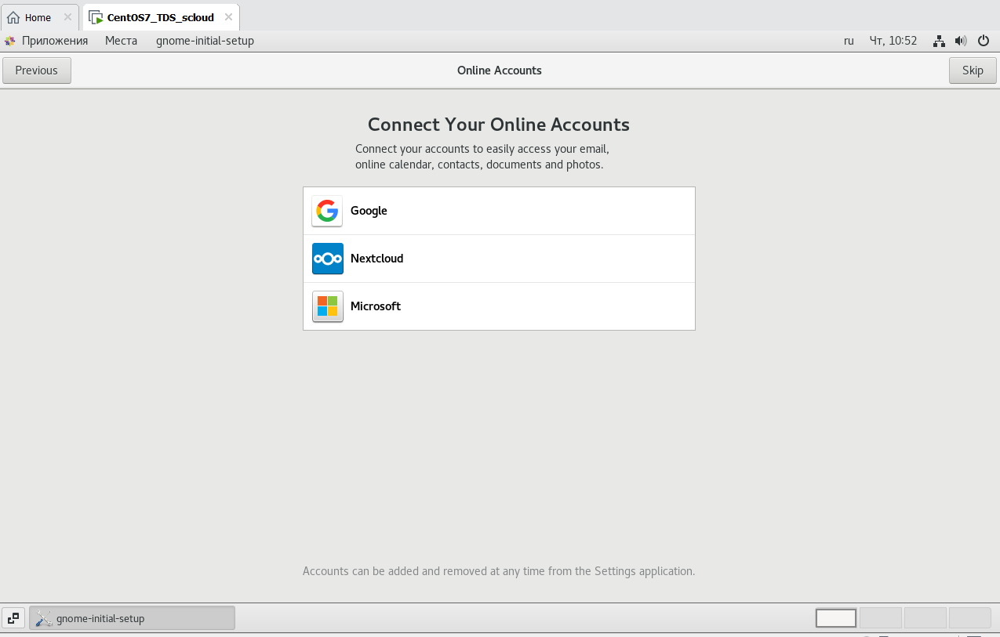 Home
CentOS7_TDS_scloud
Приложения Места gnome-initial-setup ru Чт, 10:52
Previous Online Accounts Skip
Connect Your Online Accounts
Connect your accounts to easily access your email,
online calendar, contacts, documents and photos.
Google
Nextcloud
Microsoft
Accounts can be added and removed at any time from the Settings application.
gnome-initial-setup